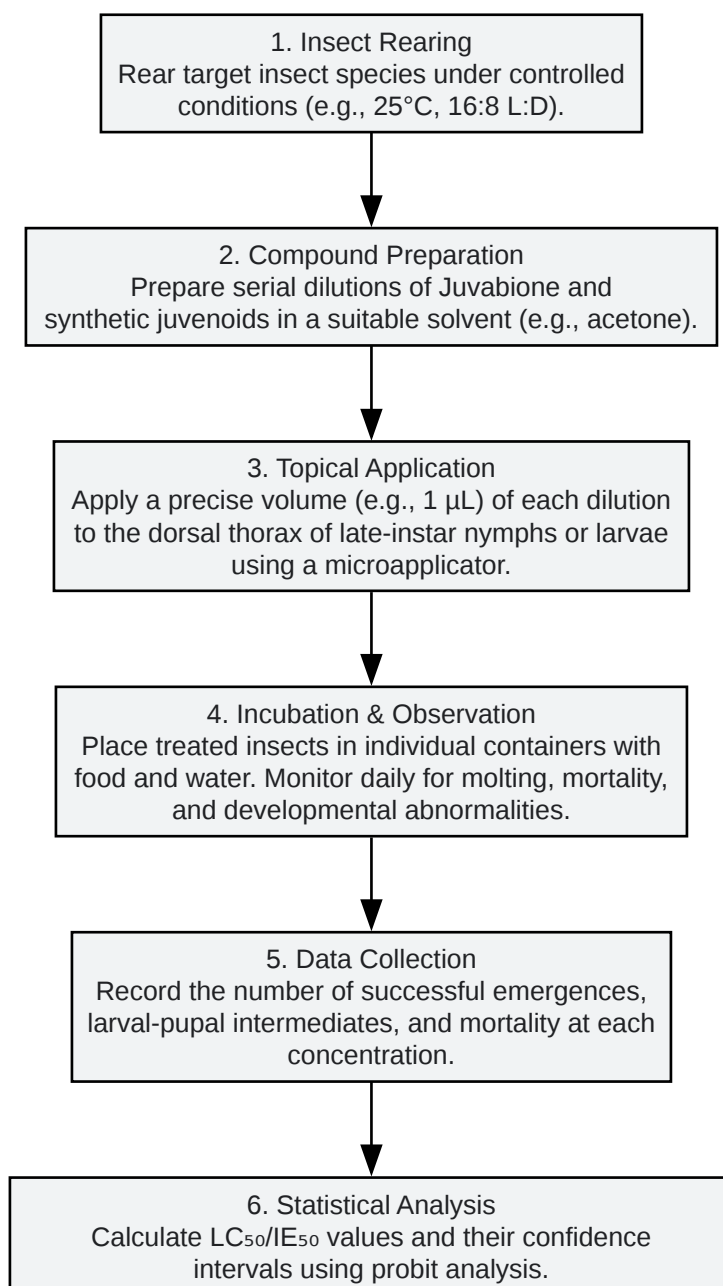 1. Insect Rearing
Rear target insect species under controlled
conditions (e.g., 25°C, 16:8 L:D).
2. Compound Preparation
Prepare serial dilutions of Juvabione and
synthetic juvenoids in a suitable solvent (e.g., acetone).
3. Topical Application
Apply a precise volume (e.g., 1 µL) of each dilution
to the dorsal thorax of late-instar nymphs or larvae
using a microapplicator.
4. Incubation & Observation
Place treated insects in individual containers with
food and water. Monitor daily for molting, mortality,
and developmental abnormalities.
5. Data Collection
Record the number of successful emergences,
larval-pupal intermediates, and mortality at each
concentration.
6. Statistical Analysis
Calculate LC₅₀/IE₅₀ values and their confidence
intervals using probit analysis.